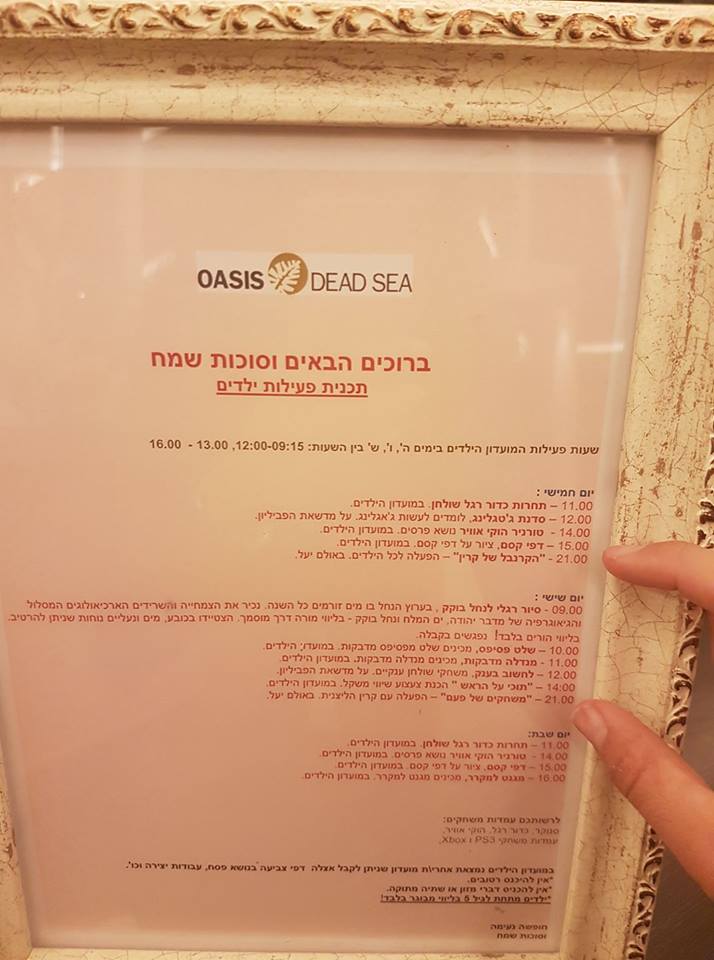 OASIS DEAD SEA
ברוכים הבאים וסוכות שמח
תכנית פעילות ילדים
שעות פעילות המועדון הילדים בימים ה', ו', ש' בין השעות: 12:00-09:15, 13.00 - 16.00
יום חמישי :
11.00 – תחרות כדור רגל שולחן. במועדון הילדים.
12.00 – סדנת ג'טגלינג, לומדים לעשות ג'אגלינג. על מדשאת הפביליון.
14.00 - טורניר הוקי אוויר נושא פרסים. במועדון הילדים.
15.00 – דפי קסם, ציור על דפי קסם. במועדון הילדים.
21.00 - "הקרנבל של קרין" – הפעלה לכל הילדים. באולם יעל.
יום שישי :
09.00 - סיור רגלי לנחל בוקק , בערוץ הנחל בו מים זורמים כל השנה. נכיר את הצמחייה והשרידים הארכיאולוגים המסלול
והגיאוגרפיה של מדבר יהודה, ים המלח ונחל בוקק - בליווי מורה דרך מוסמך. הצטיידו בכובע, מים ונעליים נוחות שניתן להרטיב.
בליווי הורים בלבד! נפגשים בקבלה.
10.00 – שלט פסיפס, מכינים שלט מפסיפס מדבקות. במועדון הילדים.
11.00 - מנדלה מדבקות, מכינים מנדלה מדבקות. במועדון הילדים.
12.00 – לחשוב בענק, משחקי שולחן ענקיים. על מדשאת הפביליון.
14:00 – "תוכי על הראש " הכנת צעצוע שיווי משקל. במועדון הילדים.
21.00 – "משחקים של פעם" – הפעלה עם קרין הליצנית. באולם יעל.
יום שבת:
11.00 – תחרות כדור רגל שולחן. במועדון הילדים.
14.00 - טורניר הוקי אוויר נושא פרסים. במועדון הילדים.
15.00 – דפי קסם, ציור על דפי קסם. במועדון הילדים.
16.00 – מגנט למקרר, מכינים מגנט למקרר. במועדון הילדים.
לרשותכם עמדות משחקים:
סנוקר, כדור רגל, הוקי אוויר,
עמדות משחקי PS3 ו Xbox,
במועדון הילדים נמצאת אחרית מועדון שניתן לקבל אצלה דפי צביעה בנושא פסח, עבודות יצירה וכו'.
*אין להיכנס רטובים.
*אין להכניס דברי מזון או שתיה מתוקה.
*ילדים מתחת לגיל 5 בליווי מבוגר בלבד!
חופשה נעימה
וסוכות שמח